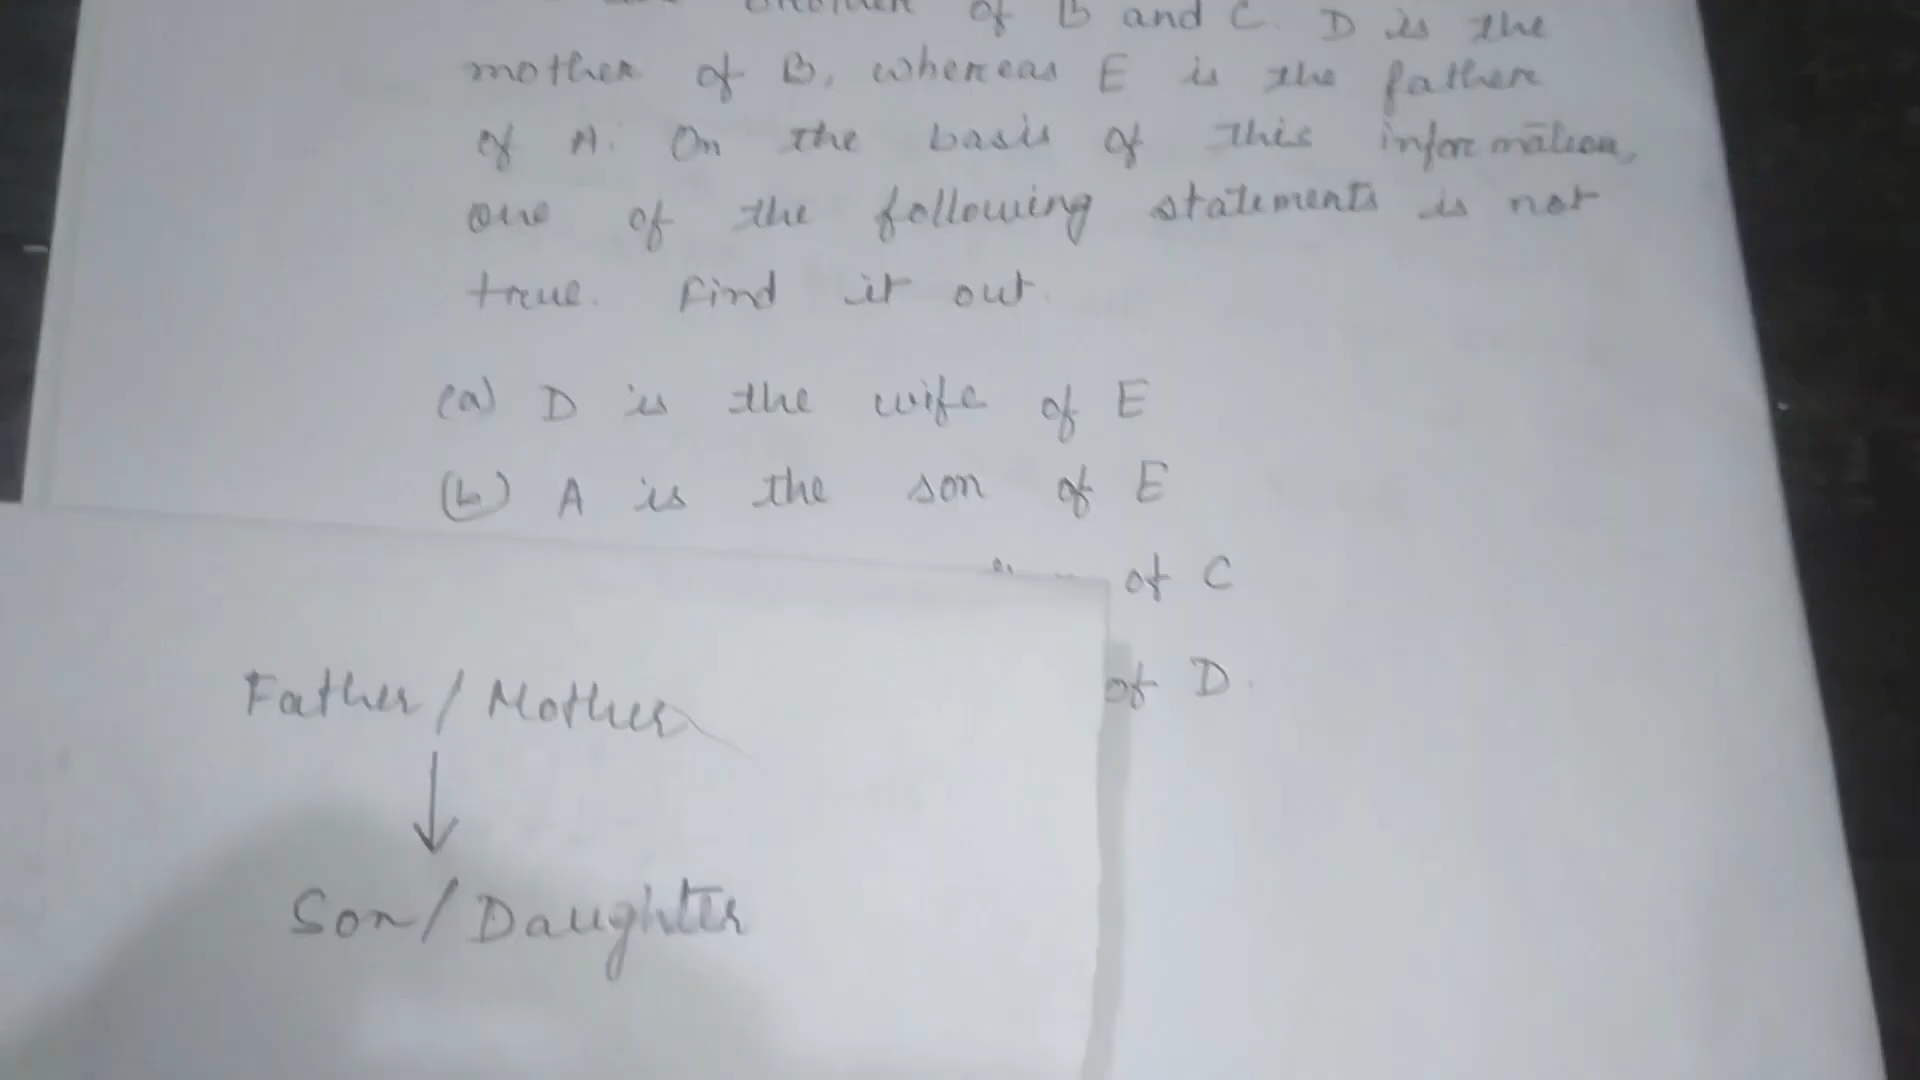 of B and C. D is the
mother of B, whereas E is the father
of A. On the basis of this information,
one of the following statements is not
true. Find it out.
(a) D is the wife of E
(b) A is the son of E
of C
of D.
Father / Mother
Son / Daughter